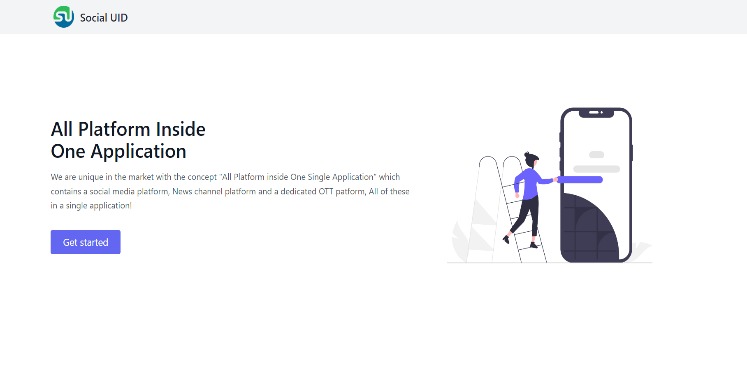 Social UID
All Platform Inside
One Application
We are unique in the market with the concept "All Platform inside One Single Application" which
contains a social media platform, News channel platform and a dedicated OTT patform, All of these
in a single application!
Get started